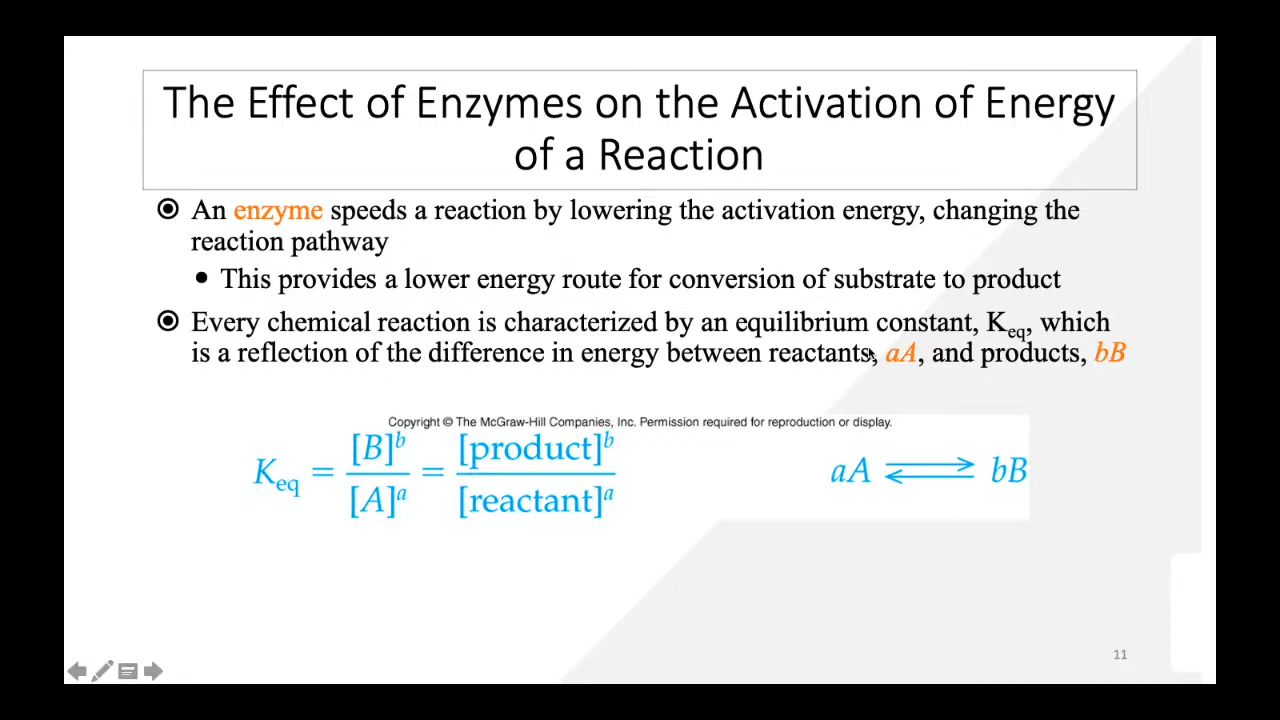 The Effect of Enzymes on the Activation of Energy
of a Reaction
An enzyme speeds a reaction by lowering the activation energy, changing the
reaction pathway
• This provides a lower energy route for conversion of substrate to product
Every chemical reaction is characterized by an equilibrium constant, Keq, which
is a reflection of the difference in energy between reactants, aA, and products, bB
Copyright © The McGraw-Hill Companies, Inc. Permission required for reproduction or display.
Keq = [B]ᵇ / [A]ᵃ = [product]ᵇ / [reactant]ᵃ
aA ⇌ bB
11